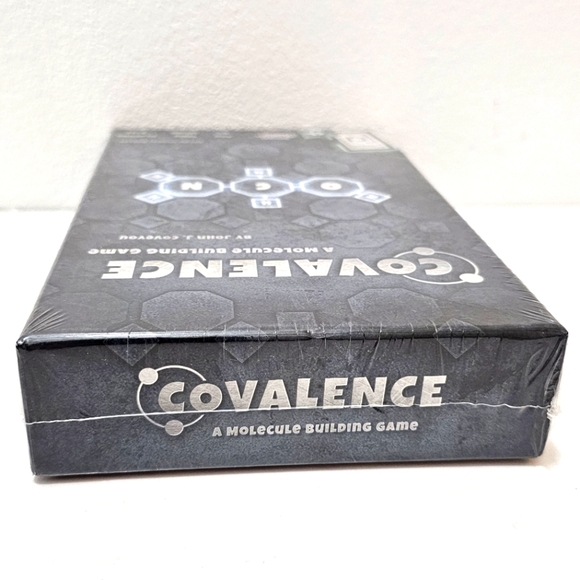 COVALENCE
A MOLECULE BUILDING GAME
BY JOHN J. COVEYOU
O C N
H
COVALENCE
A MOLECULE BUILDING GAME